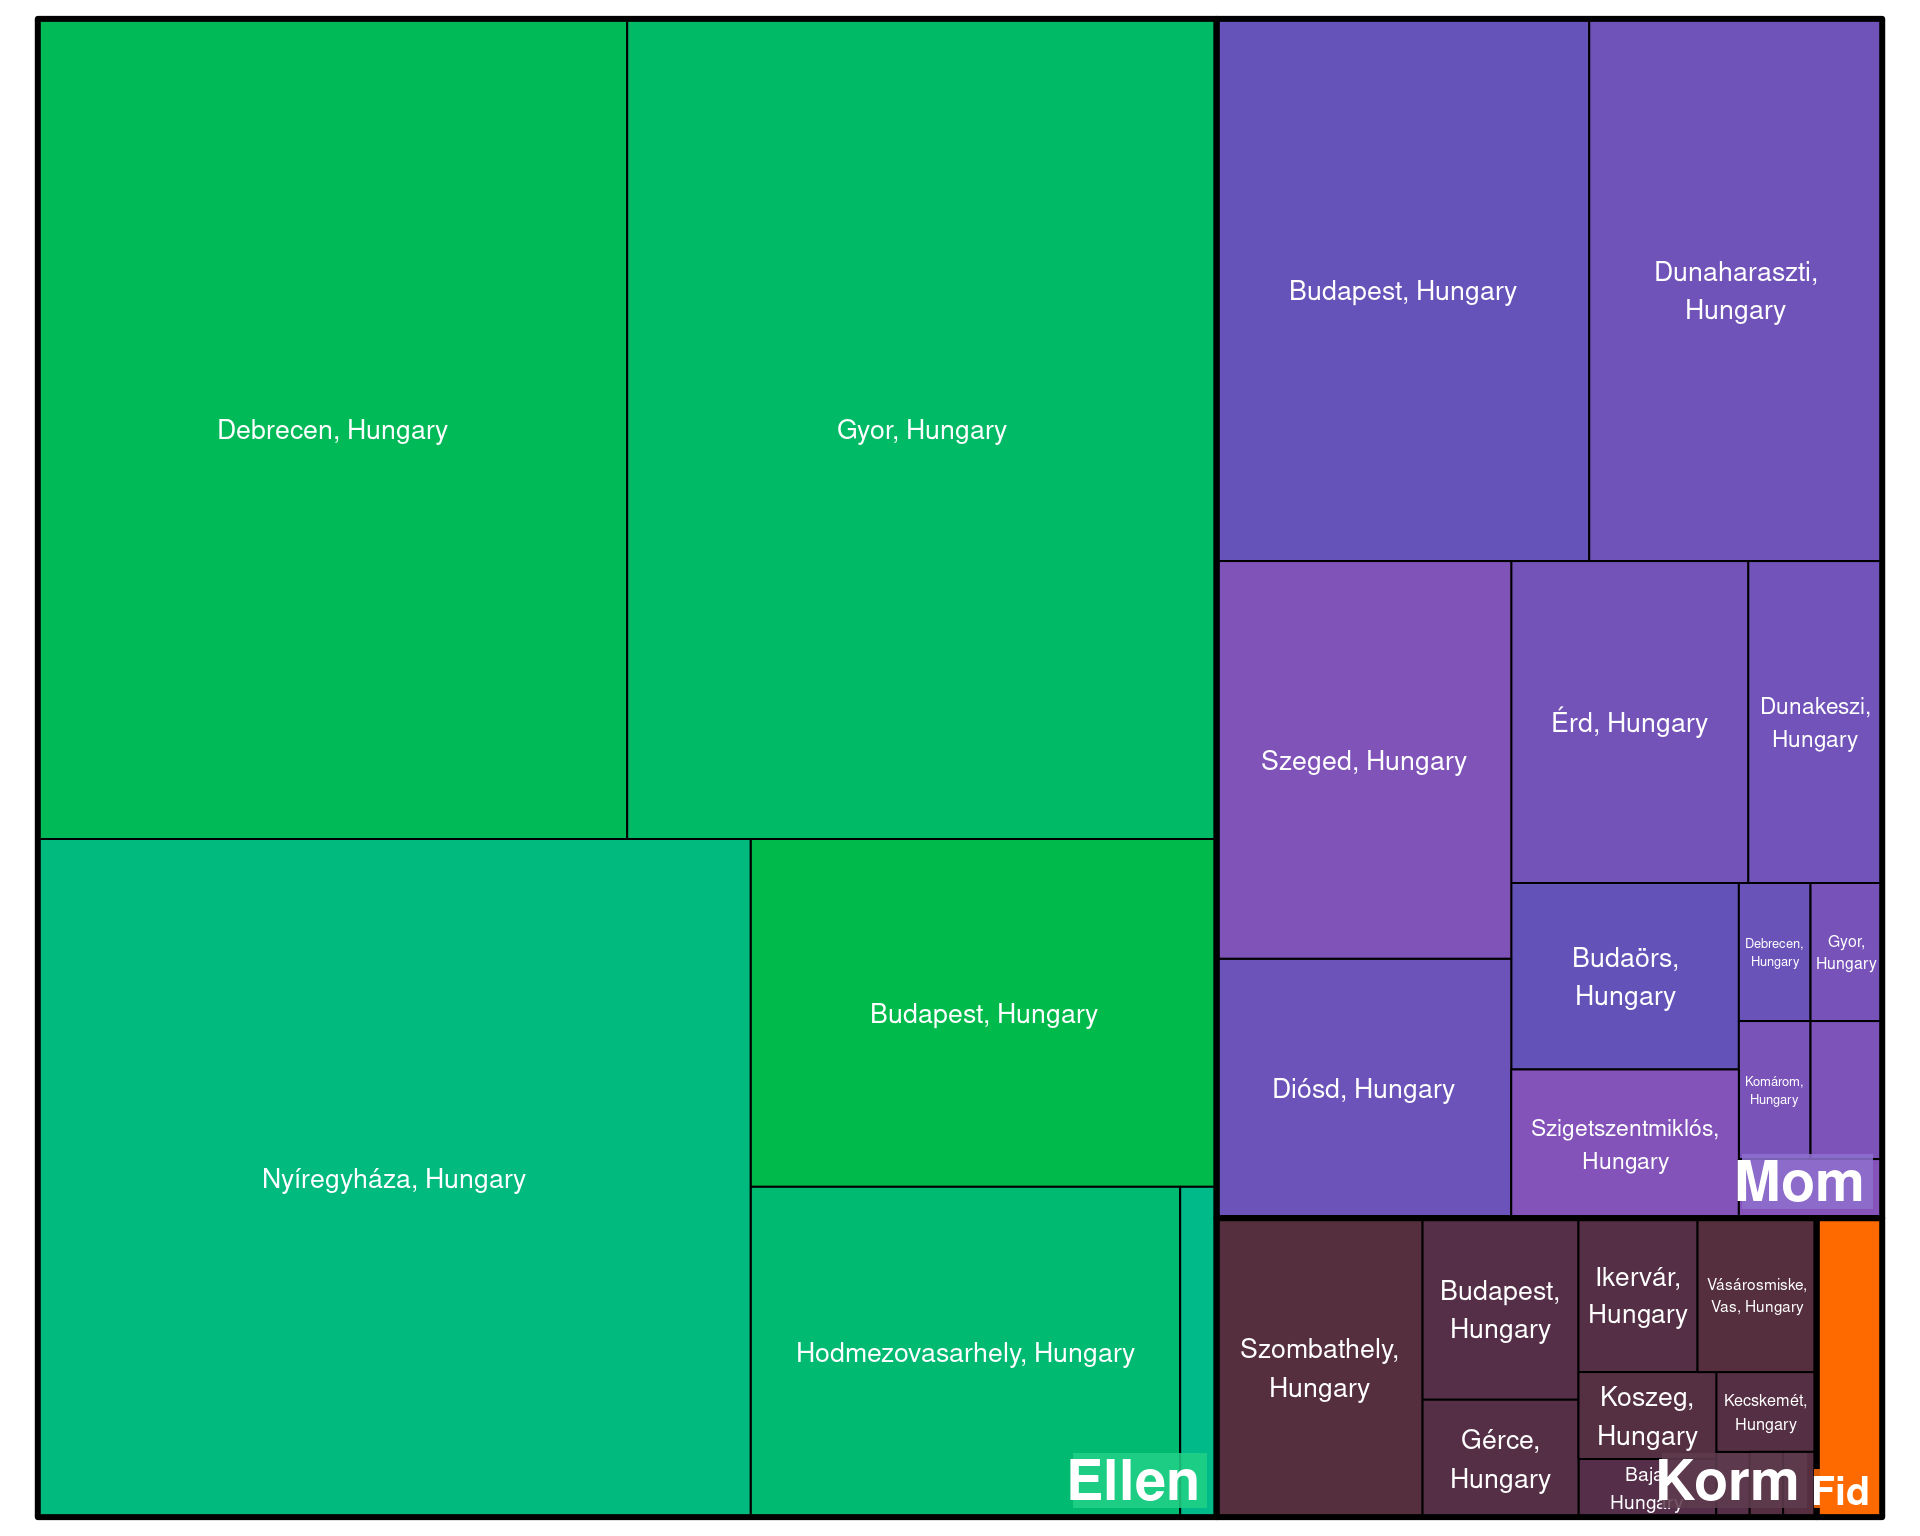 Debrecen, Hungary
Gyor, Hungary
Nyíregyháza, Hungary
Budapest, Hungary
Hodmezovasarhely, Hungary
Ellen
Budapest, Hungary
Dunaharaszti,
Hungary
Szeged, Hungary
Érd, Hungary
Dunakeszi,
Hungary
Diósd, Hungary
Budaörs,
Hungary
Debrecen,
Hungary
Gyor,
Hungary
Komárom,
Hungary
Szigetszentmiklós,
Hungary
Mom
Szombathely,
Hungary
Budapest,
Hungary
Ikervár,
Hungary
Vásárosmiske,
Vas, Hungary
Gérce,
Hungary
Koszeg,
Hungary
Kecskemét,
Hungary
Baja,
Hungary
Korm
Fid